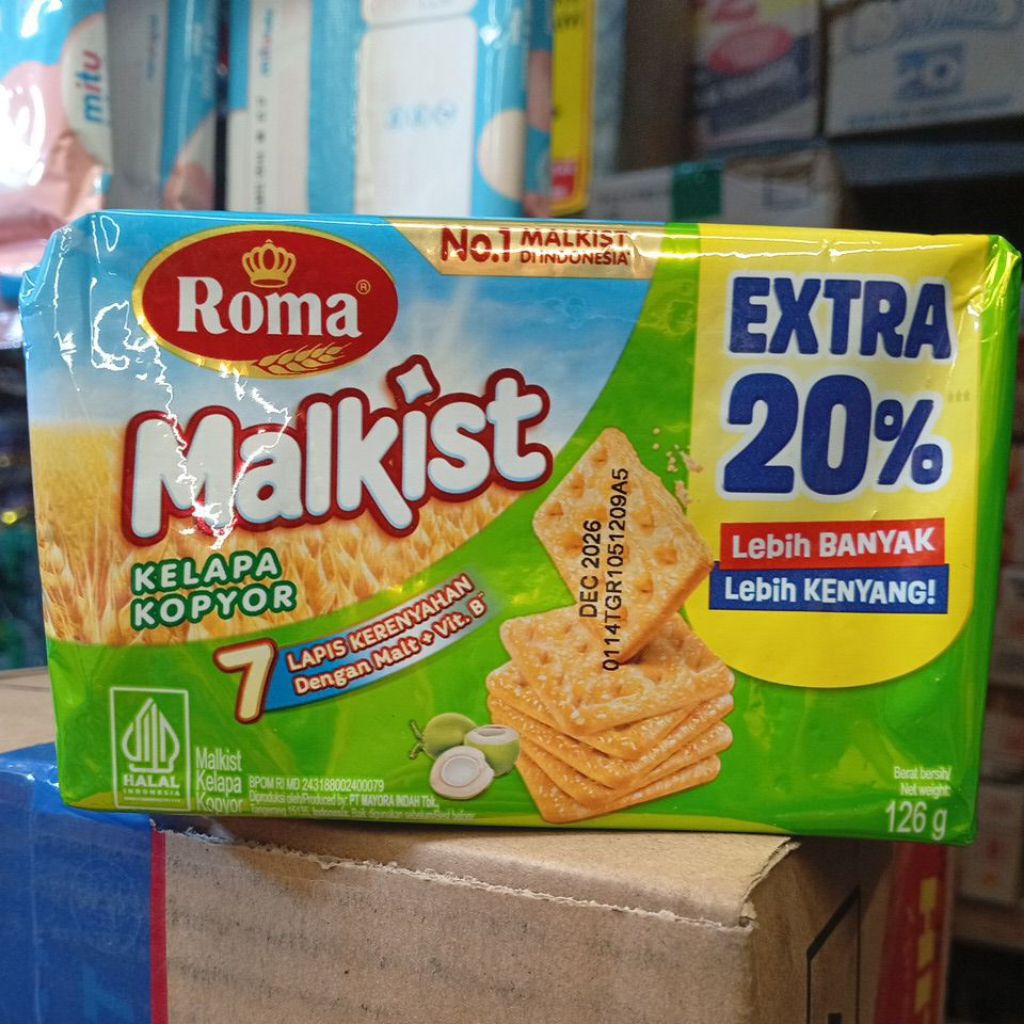 mitu
20
No.1 MALKIST
DI INDONESIA
Roma
®
Malkist
KELAPA
KOPYOR
7 LAPIS KERENYAHAN
Dengan Malt + Vit. B
EXTRA
20%
Lebih BANYAK
Lebih KENYANG!
DEC 2026
0114TGR1051209A5
HALAL
INDONESIA
Malkist
Kelapa
Kopyor
BPOM RI MD 243188002400079
Diproduksi oleh/Produced by: PT MAYORA INDAH Tbk.
Berat bersih/
Net weight:
126 g